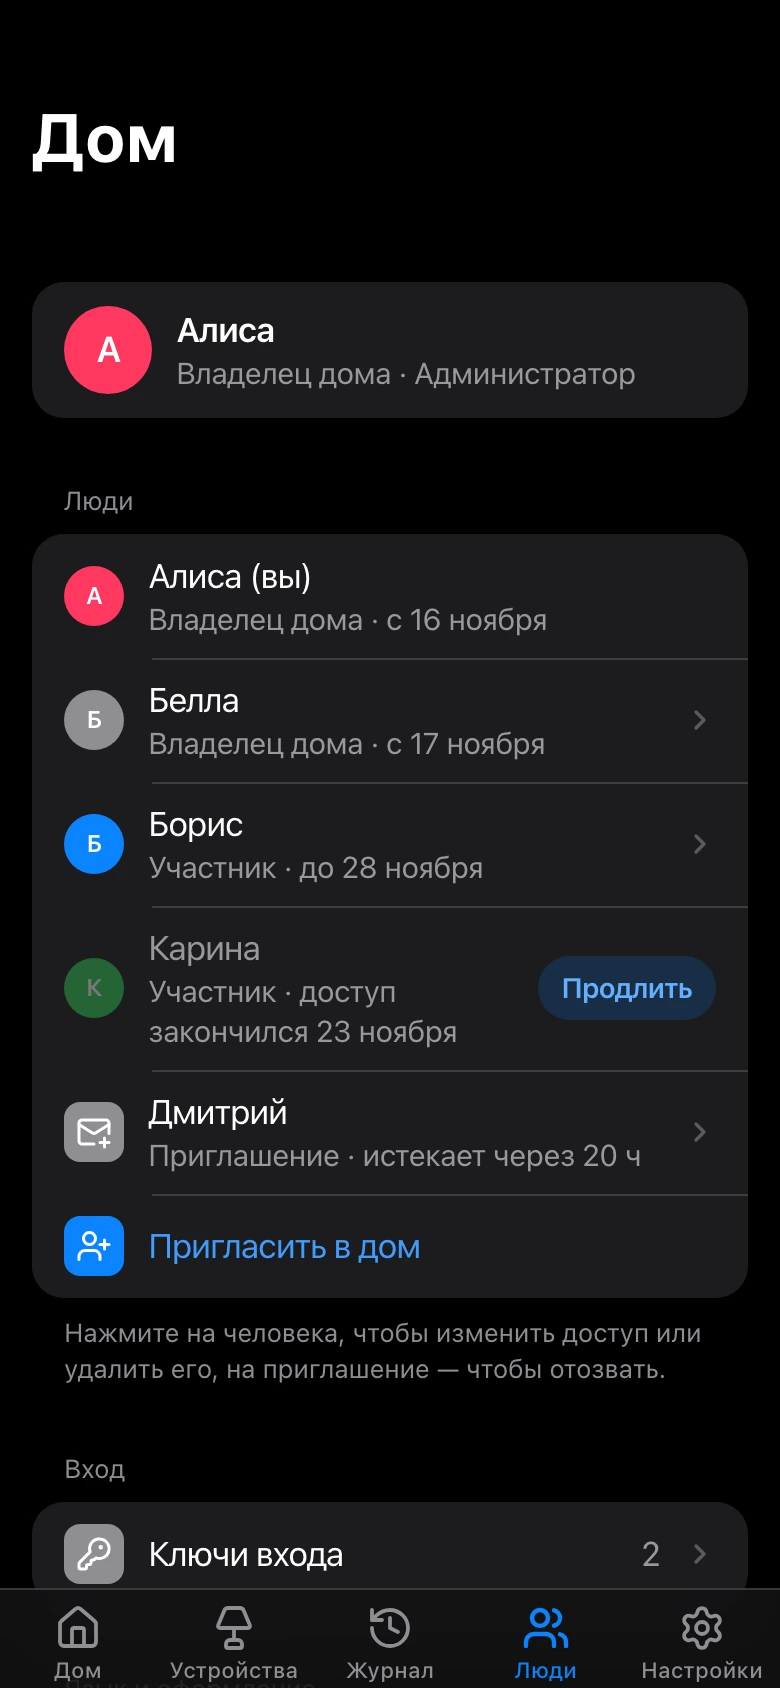 Дом
А
Алиса
Владелец дома · Администратор
Люди
А
Алиса (вы)
Владелец дома · с 16 ноября
Б
Белла
Владелец дома · с 17 ноября
Б
Борис
Участник · до 28 ноября
К
Карина
Участник · доступ
закончился 23 ноября
Продлить
Дмитрий
Приглашение · истекает через 20 ч
Пригласить в дом
Нажмите на человека, чтобы изменить доступ или
удалить его, на приглашение — чтобы отозвать.
Вход
Ключи входа
2
Дом
Устройства
Журнал
Люди
Настройки